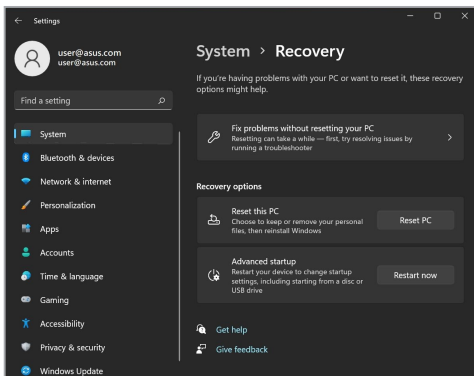 Settings
user@asus.com
user@asus.com
Find a setting
System
Bluetooth & devices
Network & internet
Personalization
Apps
Accounts
Time & language
Gaming
Accessibility
Privacy & security
Windows Update
System > Recovery
If you're having problems with your PC or want to reset it, these recovery
options might help.
Fix problems without resetting your PC
Resetting can take a while — first, try resolving issues by
running a troubleshooter
Recovery options
Reset this PC
Choose to keep or remove your personal
files, then reinstall Windows
Reset PC
Advanced startup
Restart your device to change startup
settings, including starting from a disc or
USB drive
Restart now
Get help
Give feedback